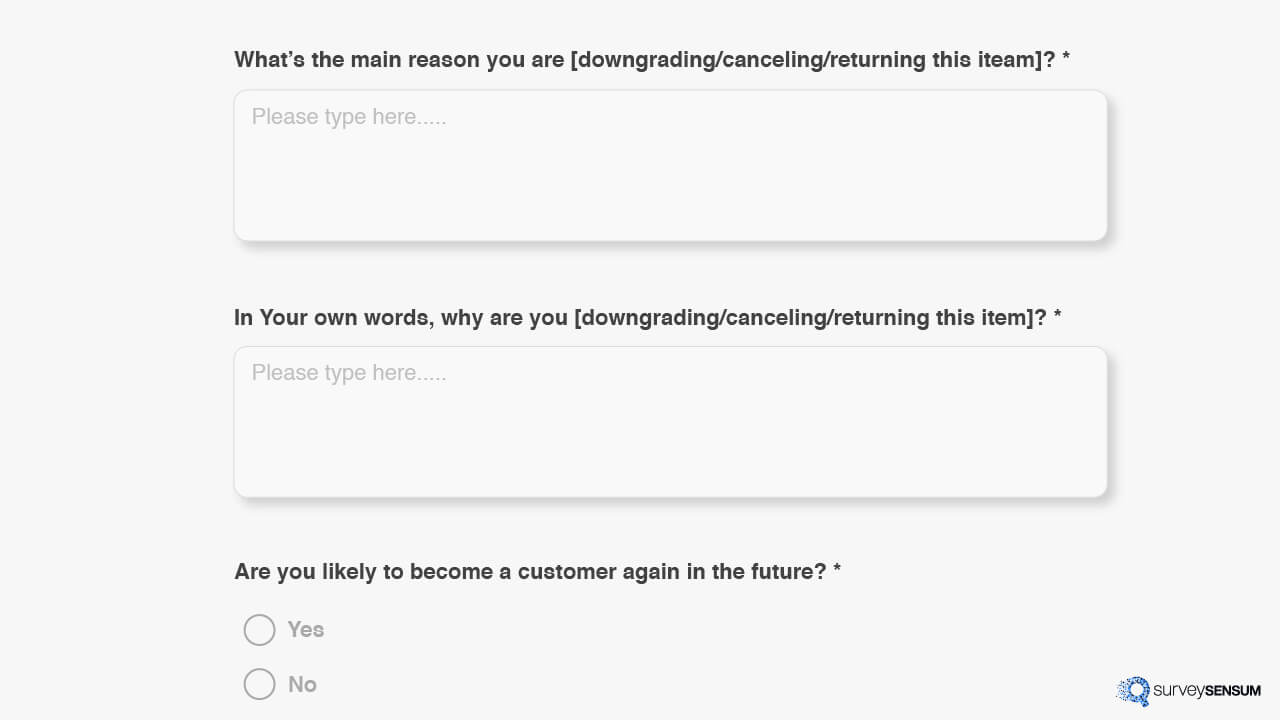 What’s the main reason you are [downgrading/canceling/returning this iteam]? *
Please type here.....
In Your own words, why are you [downgrading/canceling/returning this item]? *
Please type here.....
Are you likely to become a customer again in the future? *
Yes
No
surveySENSUM